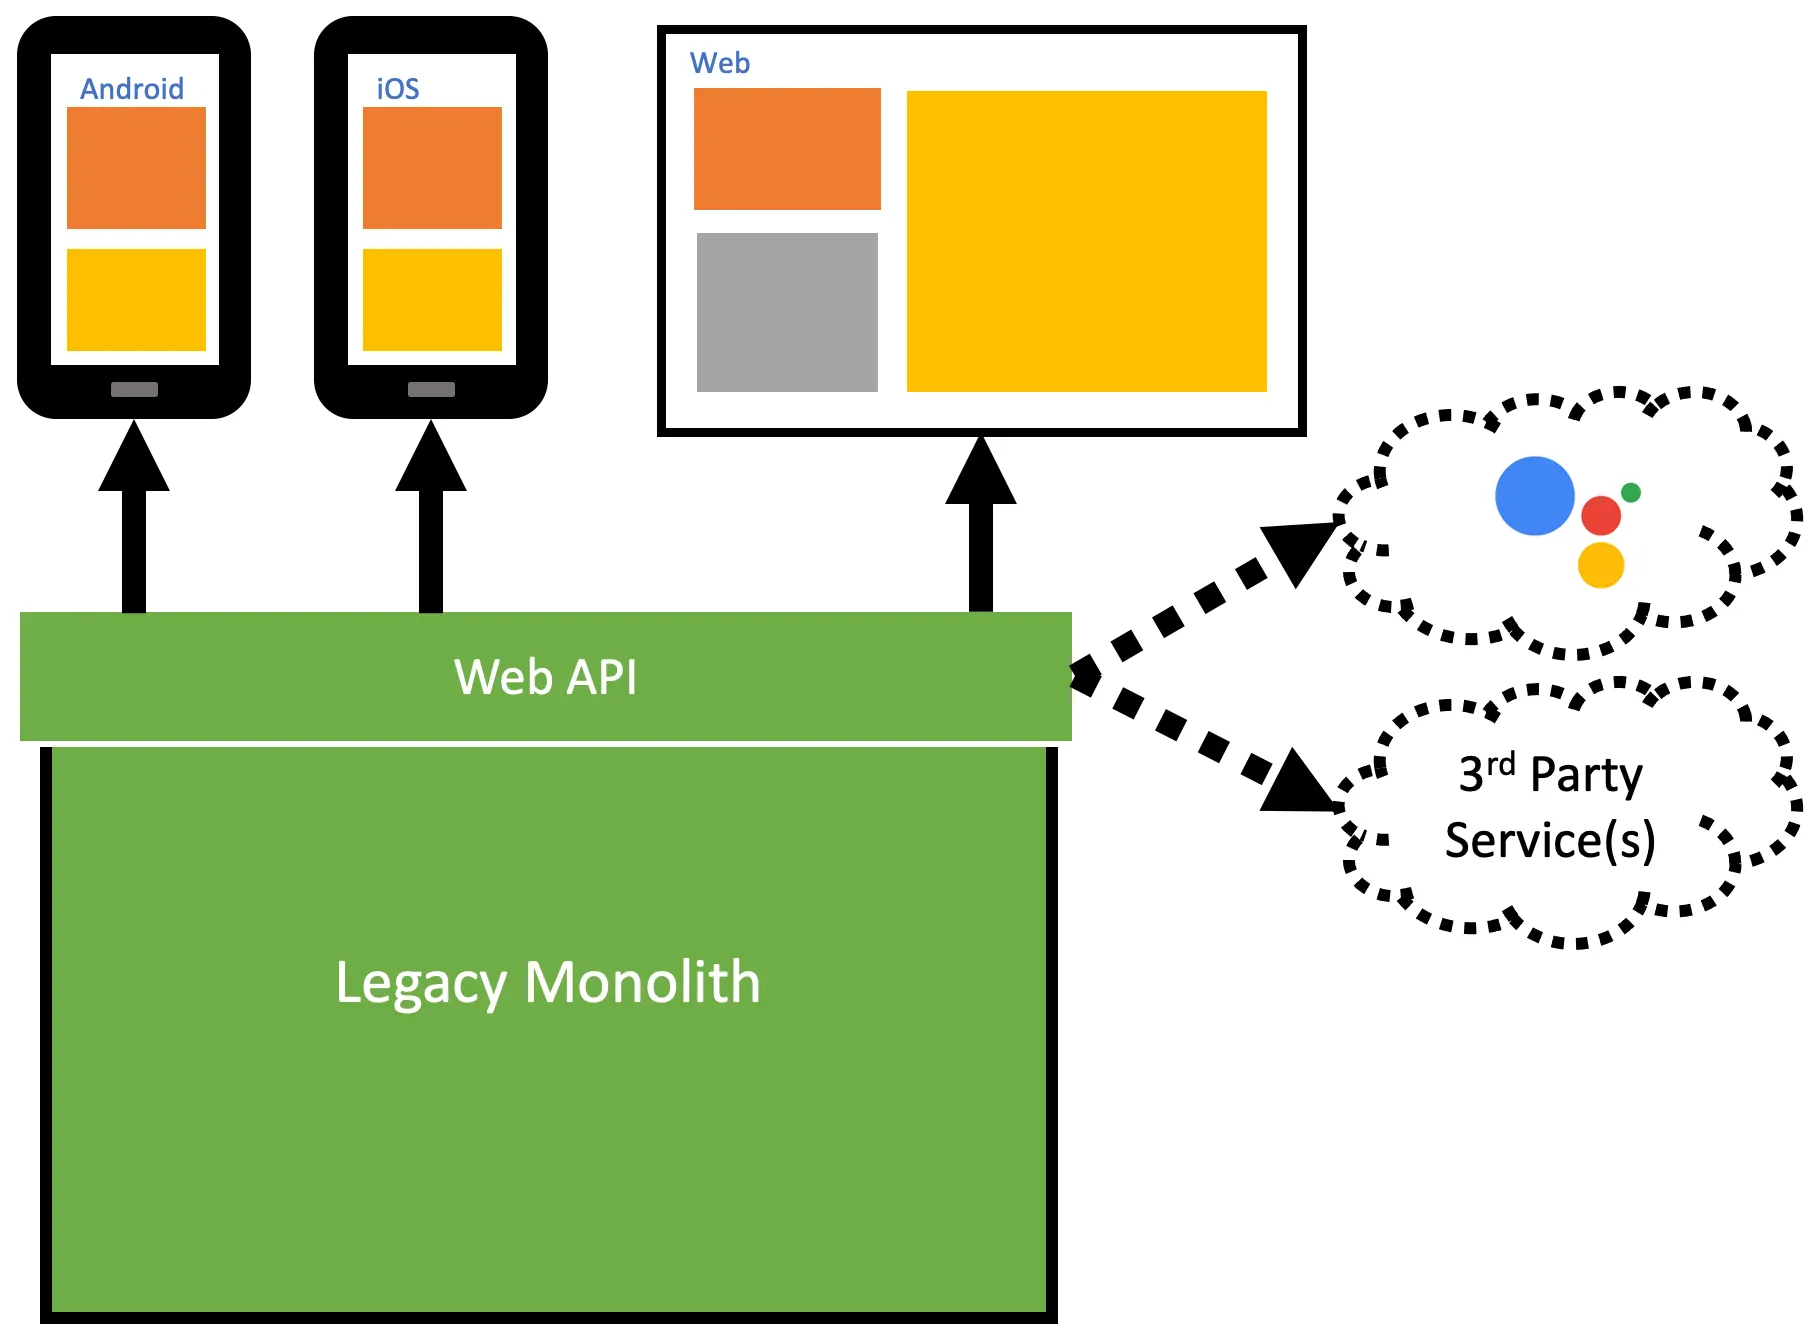 Android
iOS
Web
Web API
3rd Party
Service(s)
Legacy Monolith